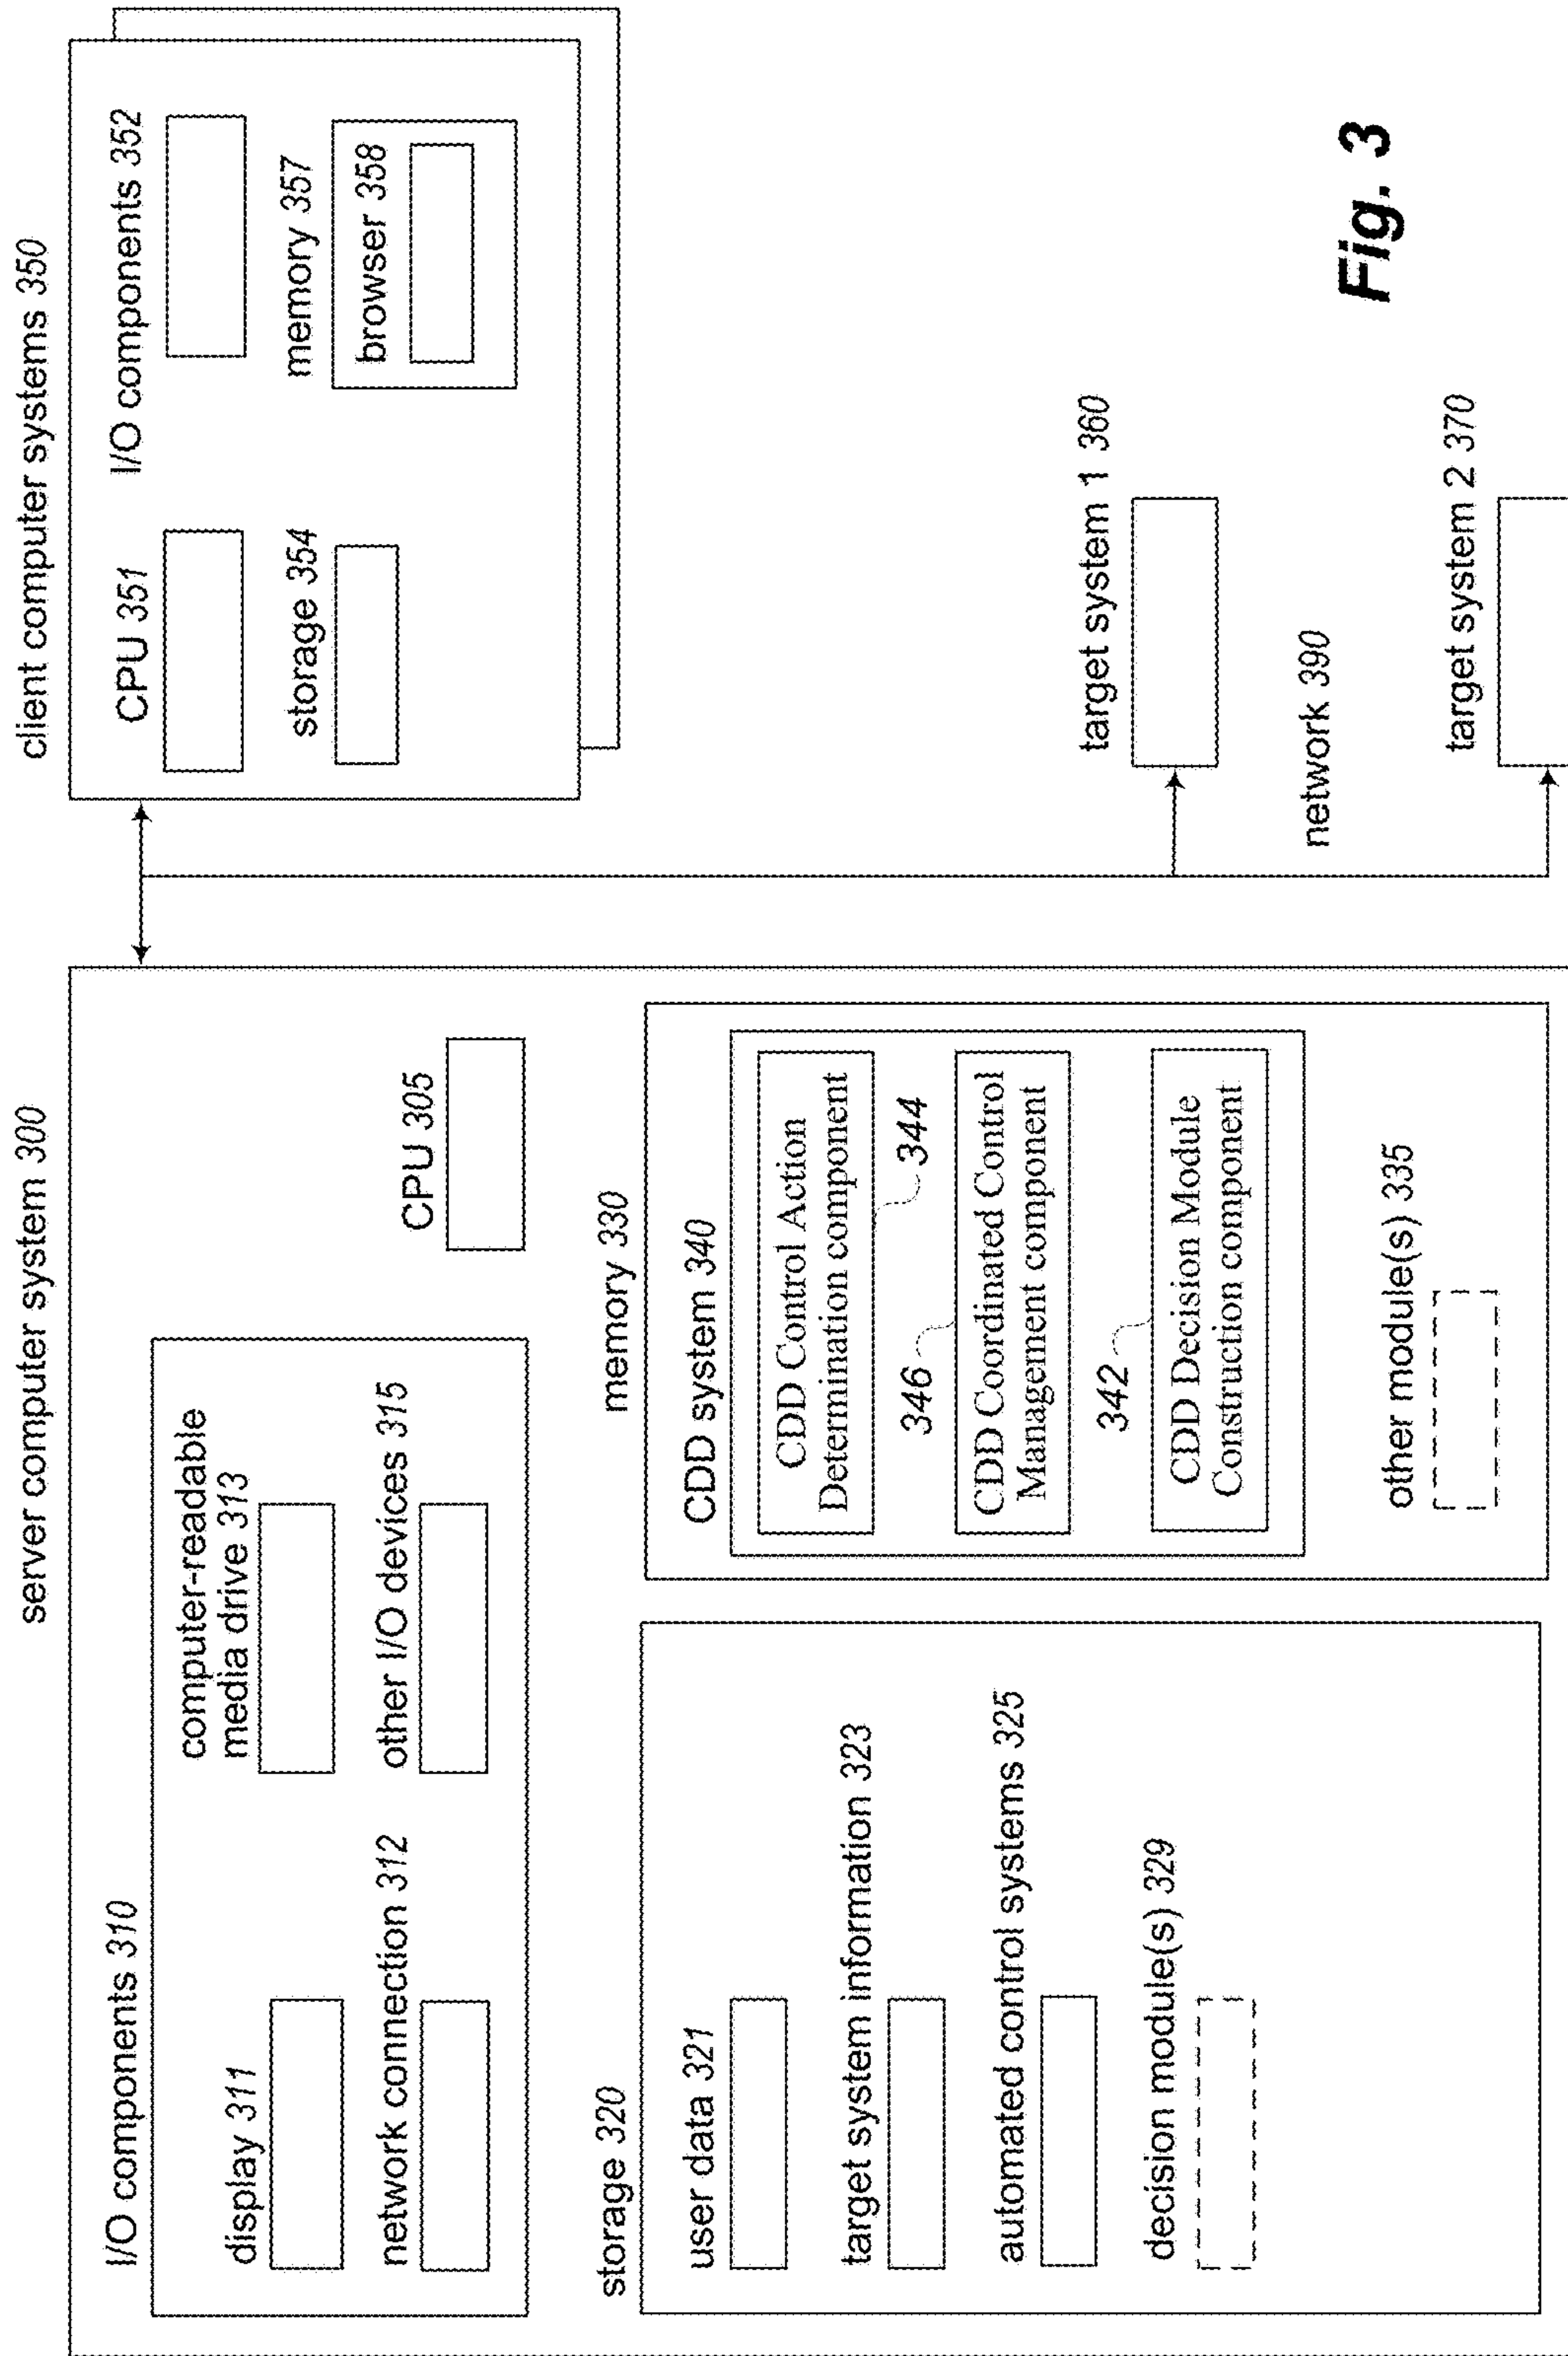 server computer system 300
I/O components 310
display 311
computer-readable
media drive 313
network connection 312
other I/O devices 315
CPU 305
storage 320
user data 321
target system information 323
automated control systems 325
decision module(s) 329
memory 330
CDD system 340
CDD Control Action
Determination component
344
346
CDD Coordinated Control
Management component
342
CDD Decision Module
Construction component
other module(s) 335
client computer systems 350
CPU 351
I/O components 352
storage 354
memory 357
browser 358
target system 1 360
network 390
target system 2 370
Fig. 3